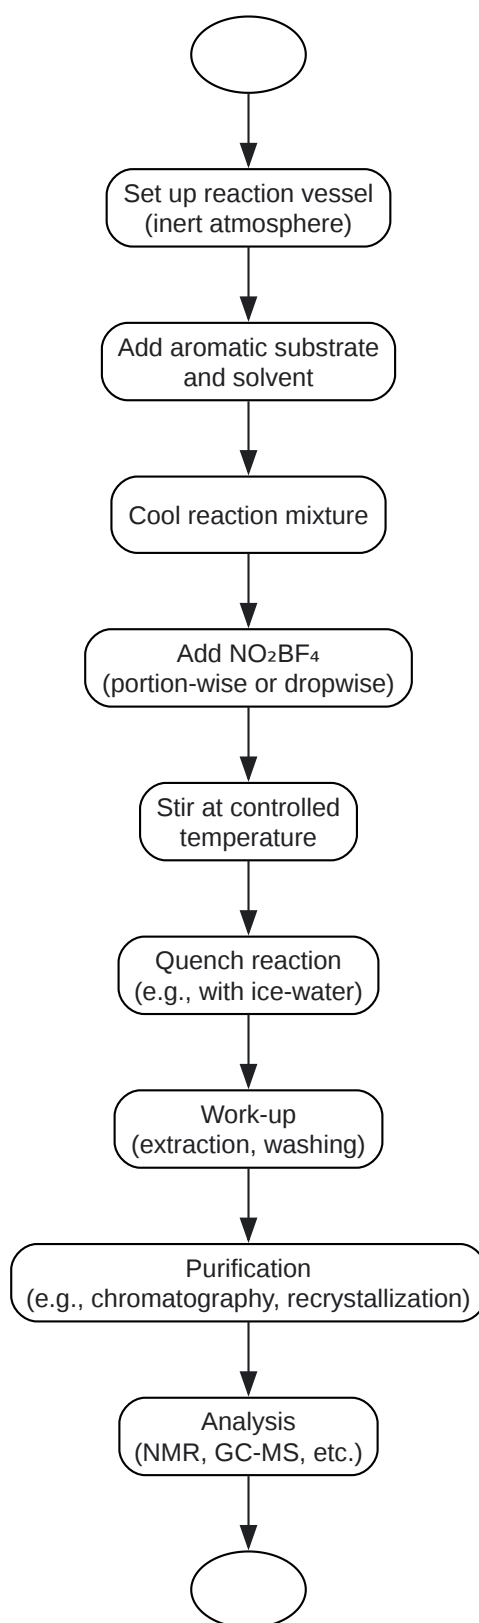 Set up reaction vessel
(inert atmosphere)
Add aromatic substrate
and solvent
Cool reaction mixture
Add NO₂BF₄
(portion-wise or dropwise)
Stir at controlled
temperature
Quench reaction
(e.g., with ice-water)
Work-up
(extraction, washing)
Purification
(e.g., chromatography, recrystallization)
Analysis
(NMR, GC-MS, etc.)